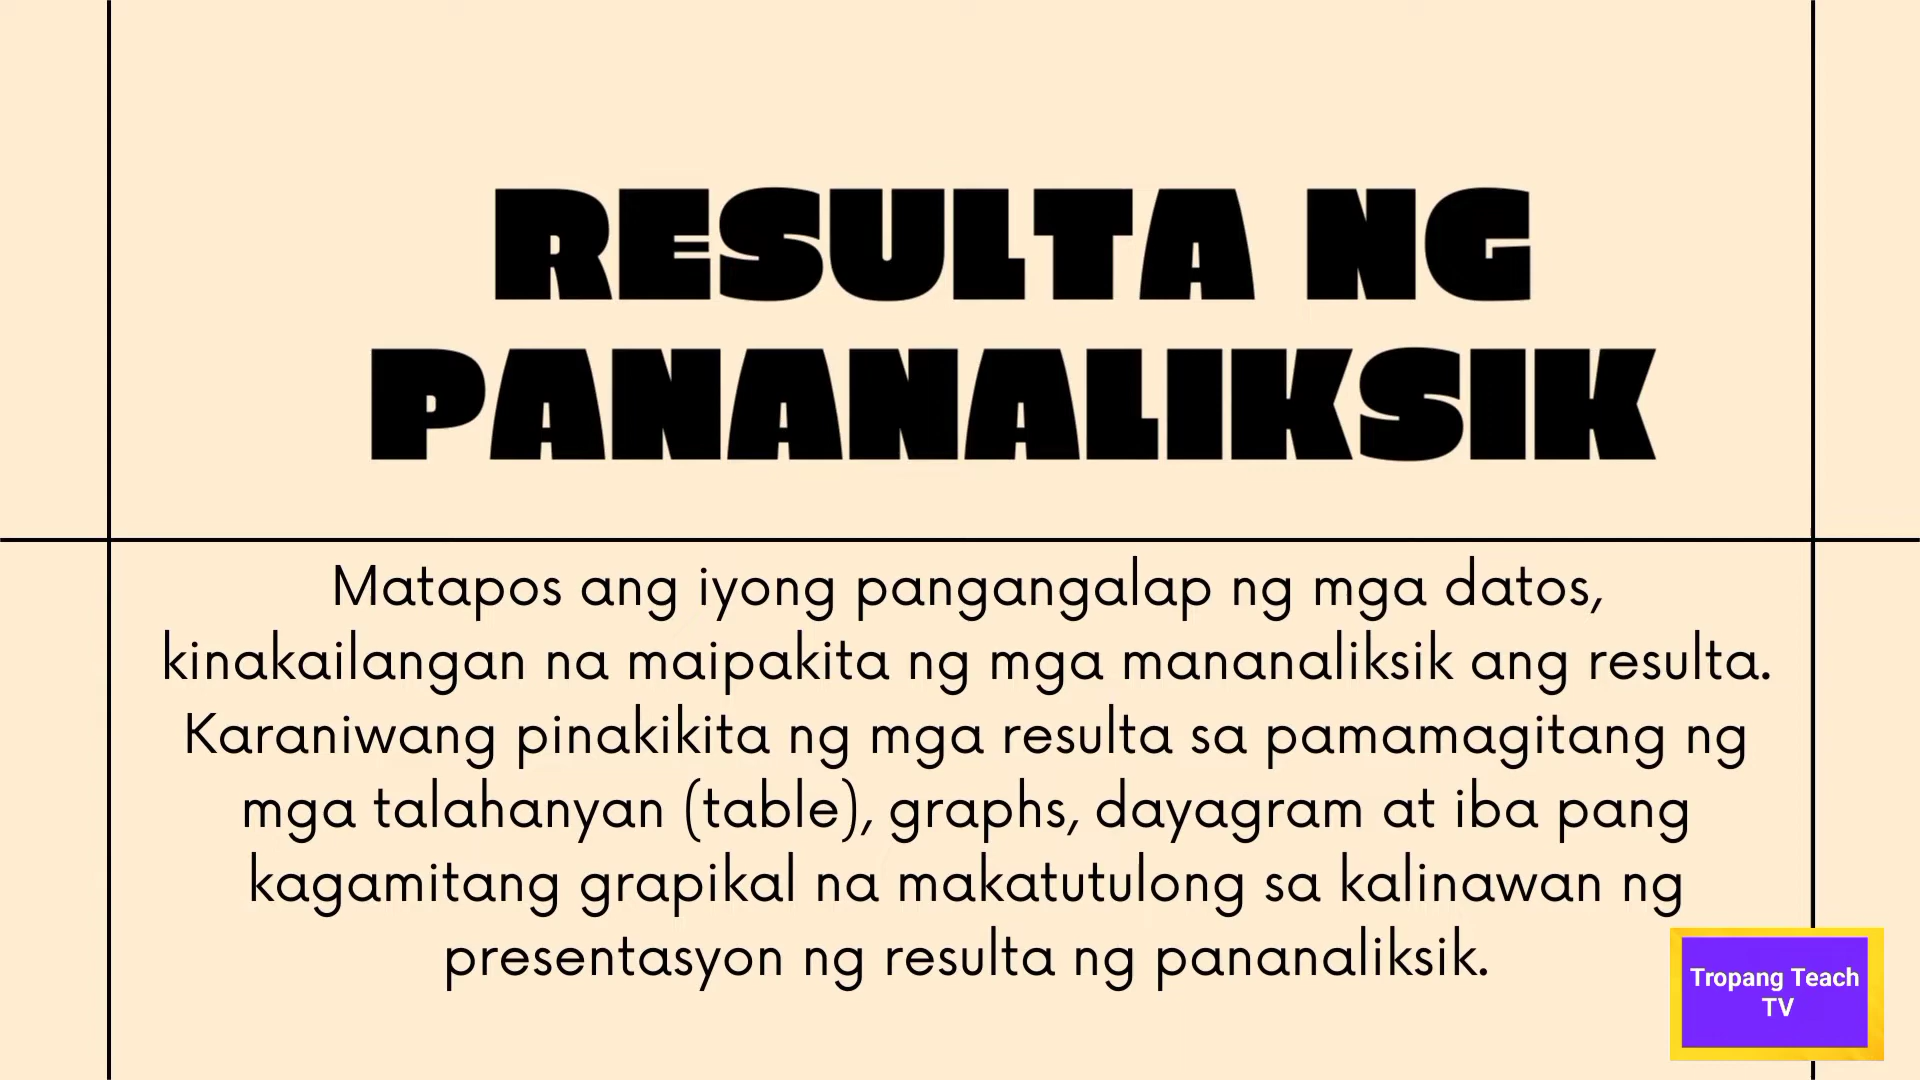 RESULTA NG
PANANALIKSIK
Matapos ang iyong pangangalap ng mga datos,
kinakailangan na maipakita ng mga mananaliksik ang resulta.
Karaniwang pinakikita ng mga resulta sa pamamagitang ng
mga talahanyan (table), graphs, dayagram at iba pang
kagamitang grapikal na makatutulong sa kalinawan ng
presentasyon ng resulta ng pananaliksik.
Tropang Teach
TV